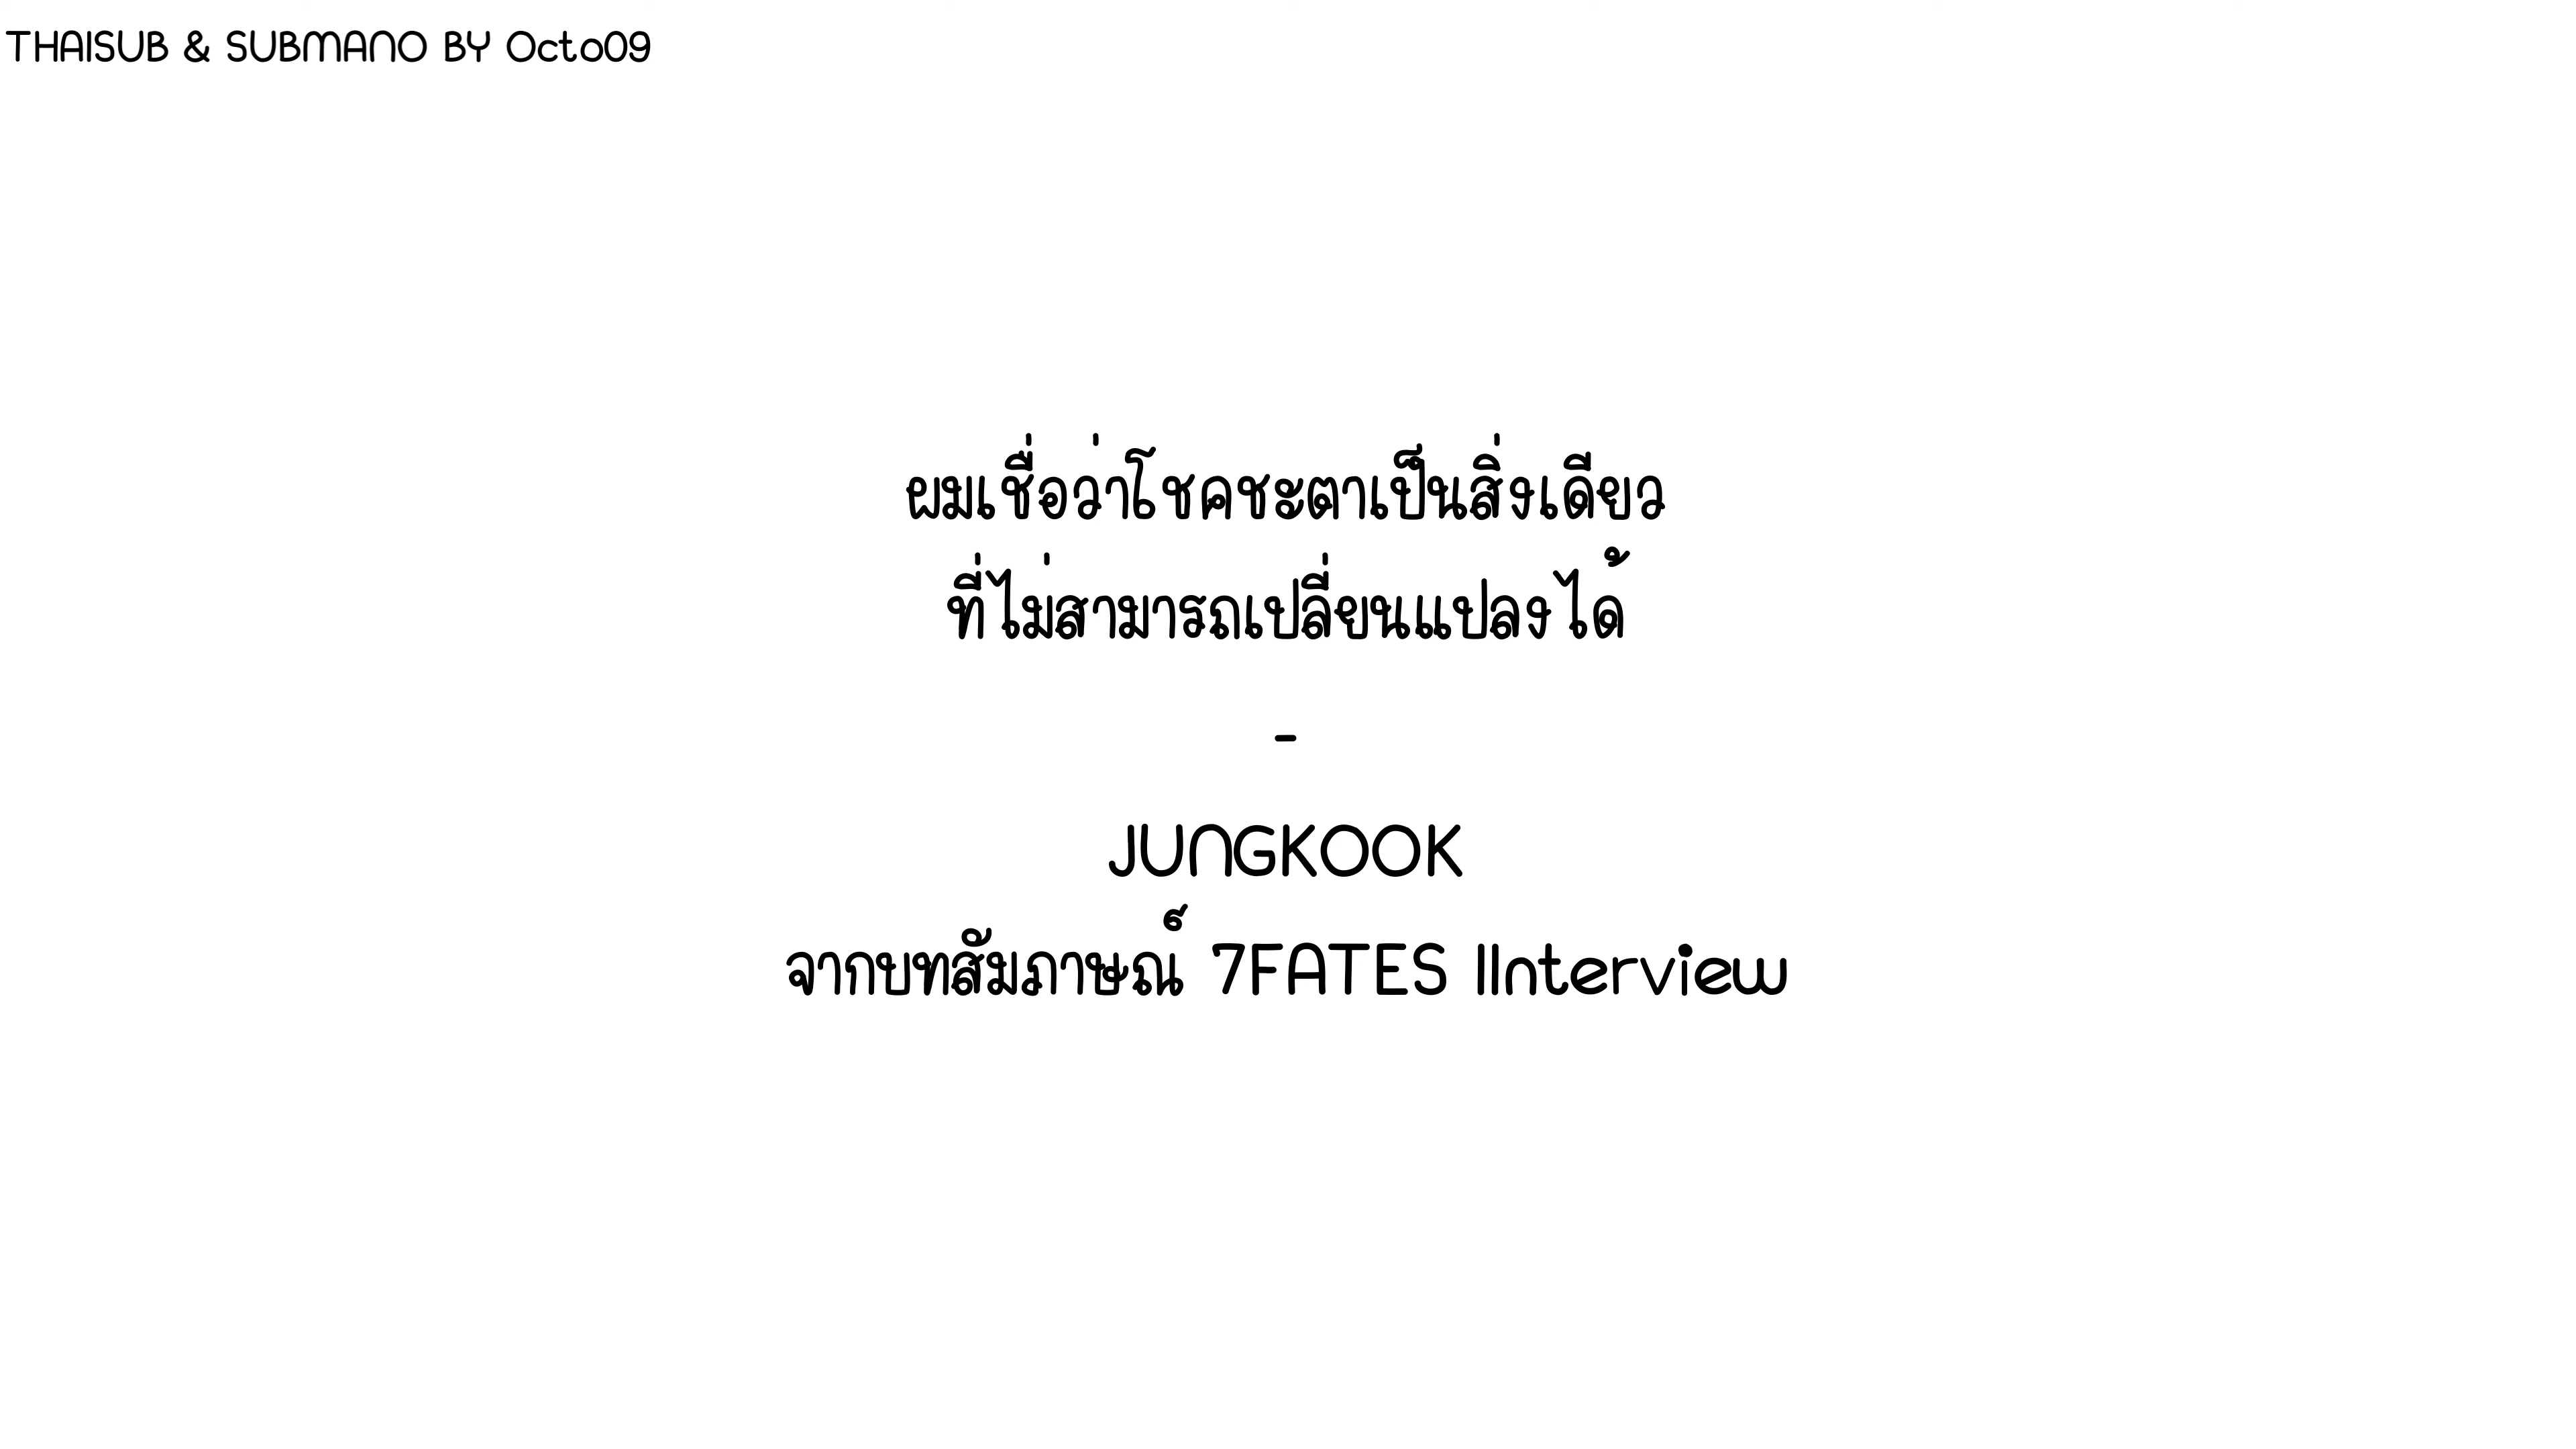 THAISUB & SUBMANO BY Octo09
ผมเชื่อว่าโชคชะตาเป็นสิ่งเดียว
ที่ไม่สามารถเปลี่ยนแปลงได้
-
JUNGKOOK
จากบทสัมภาษณ์ 7FATES IInterview